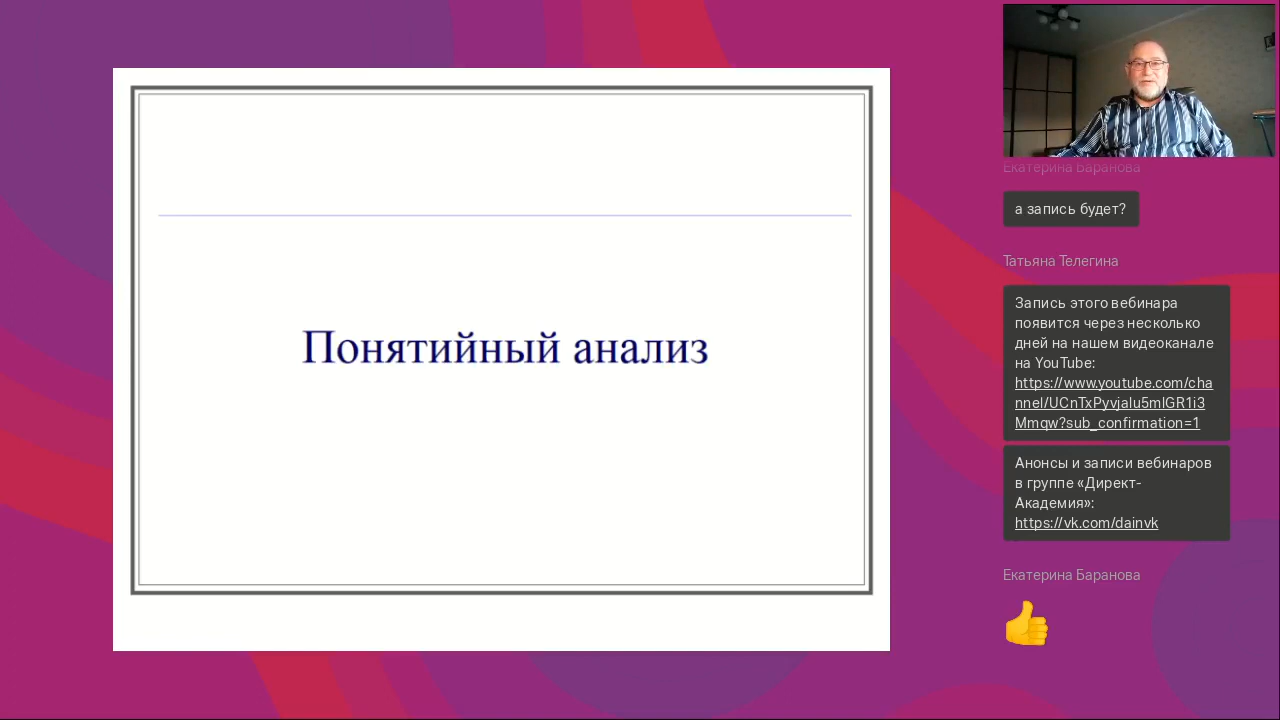 Понятийный анализ
Екатерина Баранова
а запись будет?
Татьяна Телегина
Запись этого вебинара
появится через несколько
дней на нашем видеоканале
на YouTube:
https://www.youtube.com/cha
nnel/UCnTxPyvjalu5mlGR1i3
Mmqw?sub_confirmation=1
Анонсы и записи вебинаров
в группе «Директ-
Академия»:
https://vk.com/dainvk
Екатерина Баранова